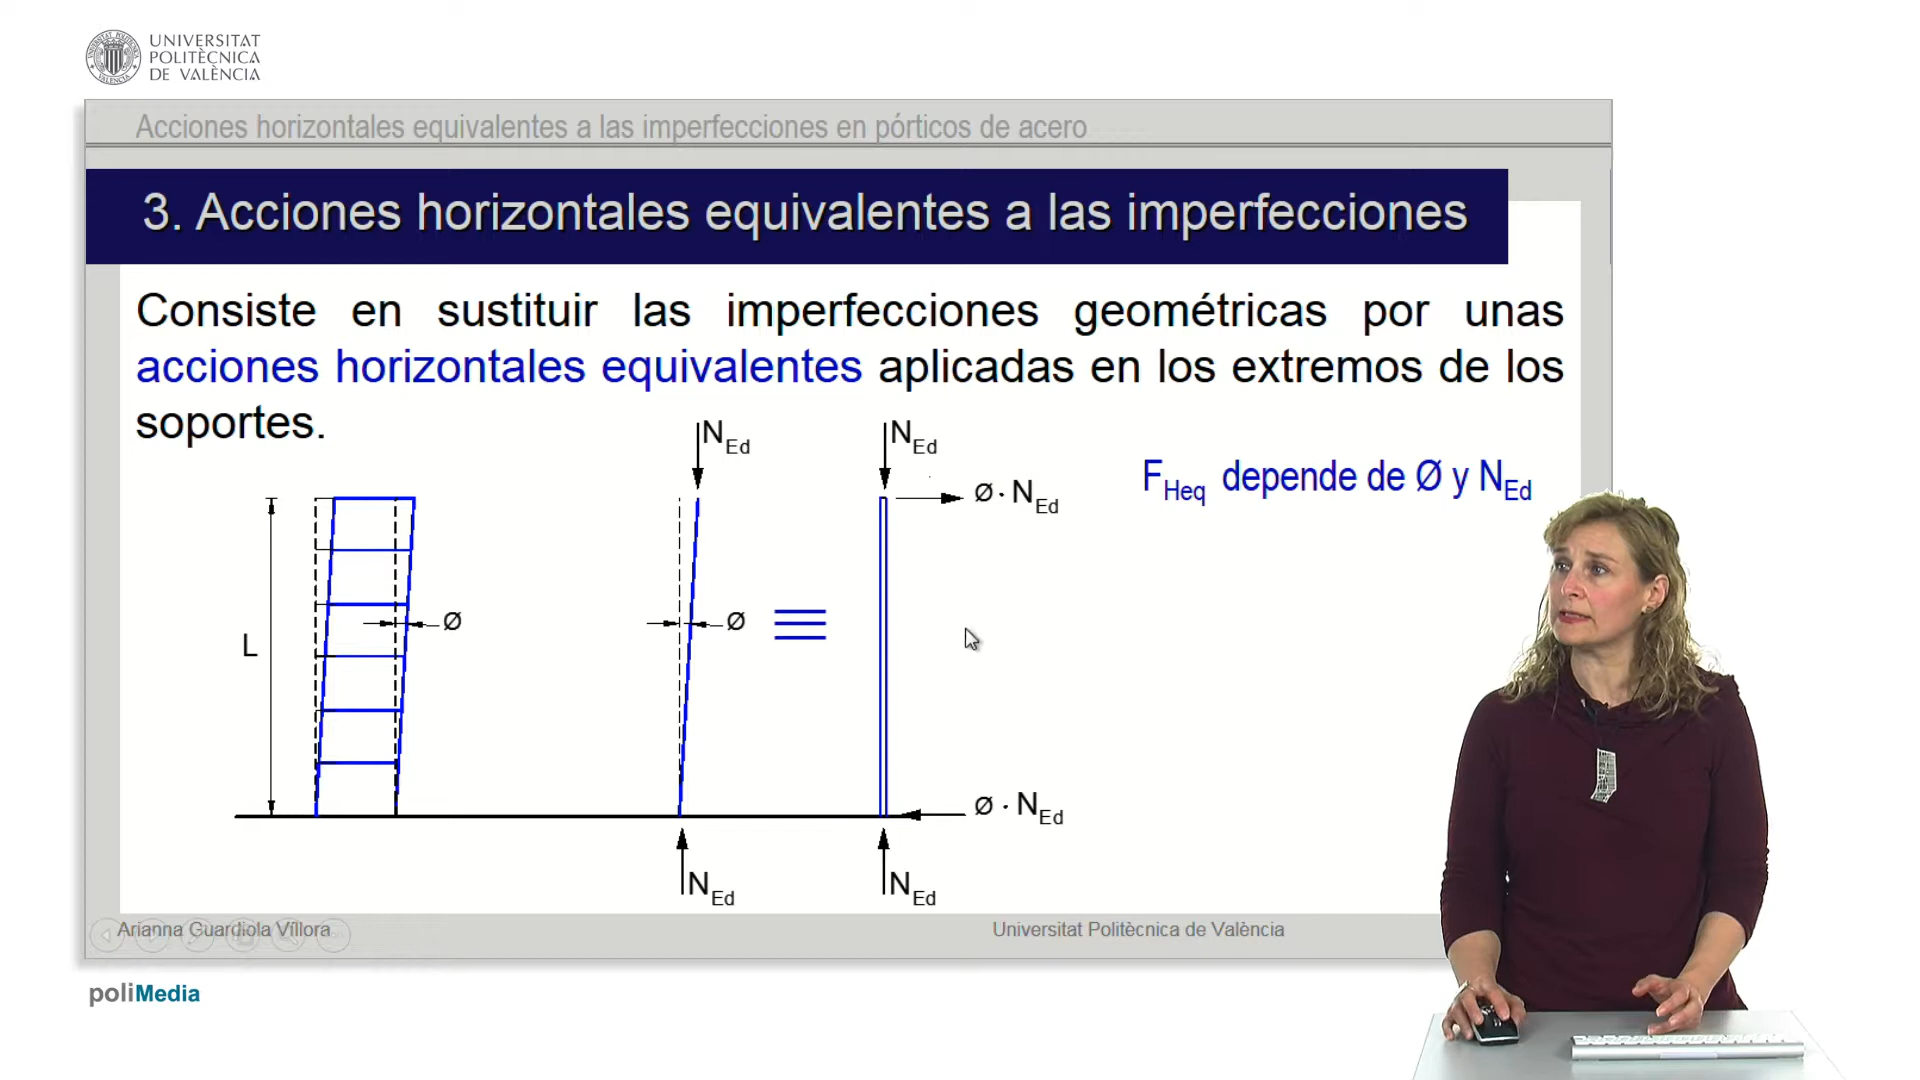 UNIVERSITAT
POLITÈCNICA
DE VALÈNCIA
Acciones horizontales equivalentes a las imperfecciones en pórticos de acero
3. Acciones horizontales equivalentes a las imperfecciones
Consiste en sustituir las imperfecciones geométricas por unas
acciones horizontales equivalentes aplicadas en los extremos de los
soportes.
NEd
NEd
Ø · NEd
FHeq depende de Ø y NEd
L
Ø
Ø
Ø · NEd
NEd
NEd
Arianna Guardiola Víllora
Universitat Politècnica de València
poliMedia